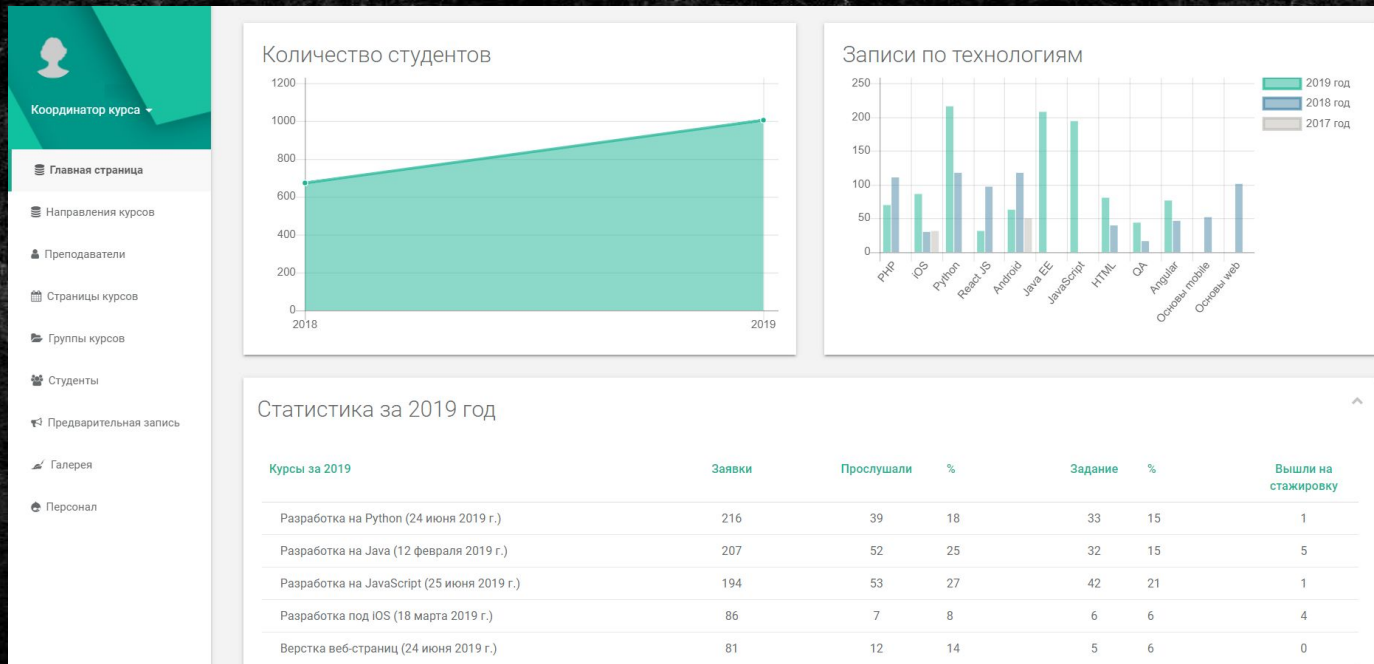 Координатор курса
Главная страница
Направления курсов
Преподаватели
Страницы курсов
Группы курсов
Студенты
Предварительная запись
Галерея
Персонал
Количество студентов
1200
1000
800
600
400
200
0
2018 2019
Записи по технологиям
250
200
150
100
50
0
PHP iOS Python React JS Android Java EE JavaScript HTML QA Angular Основы mobile Основы web
2019 год
2018 год
2017 год
Статистика за 2019 год
Курсы за 2019 Заявки Прослушали % Задание % Вышли на
стажировку
Разработка на Python (24 июня 2019 г.) 216 39 18 33 15 1
Разработка на Java (12 февраля 2019 г.) 207 52 25 32 15 5
Разработка на JavaScript (25 июня 2019 г.) 194 53 27 42 21 1
Разработка под iOS (18 марта 2019 г.) 86 7 8 6 6 4
Верстка веб-страниц (24 июня 2019 г.) 81 12 14 5 6 0